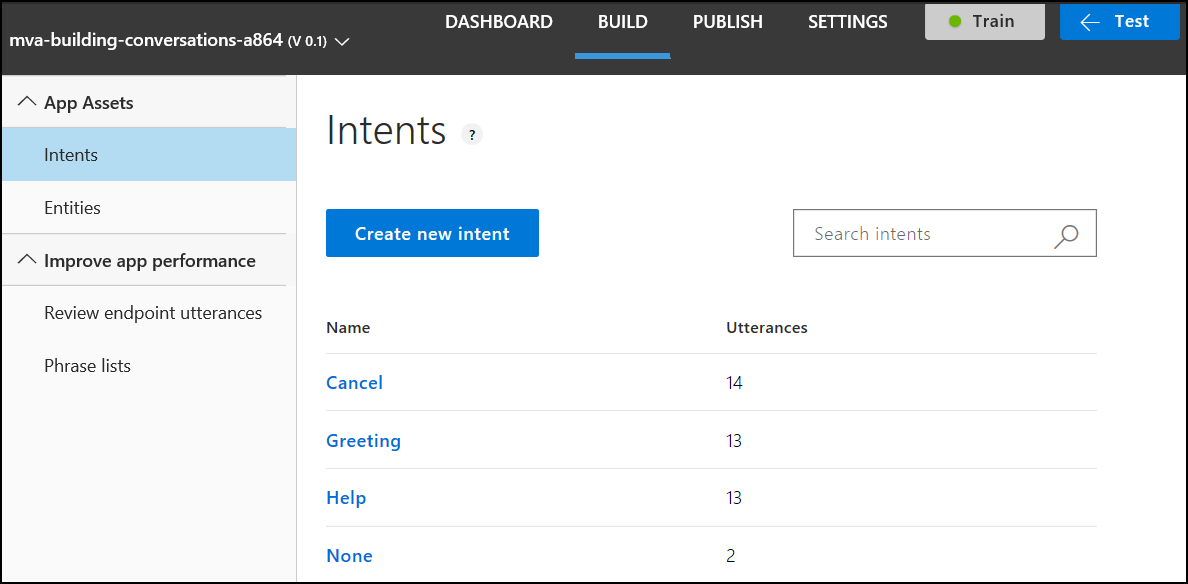 mva-building-conversations-a864 (V 0.1)
DASHBOARD
BUILD
PUBLISH
SETTINGS
Train
Test
App Assets
Intents
Entities
Improve app performance
Review endpoint utterances
Phrase lists
Intents ?
Create new intent
Search intents
Name Utterances
Cancel 14
Greeting 13
Help 13
None 2